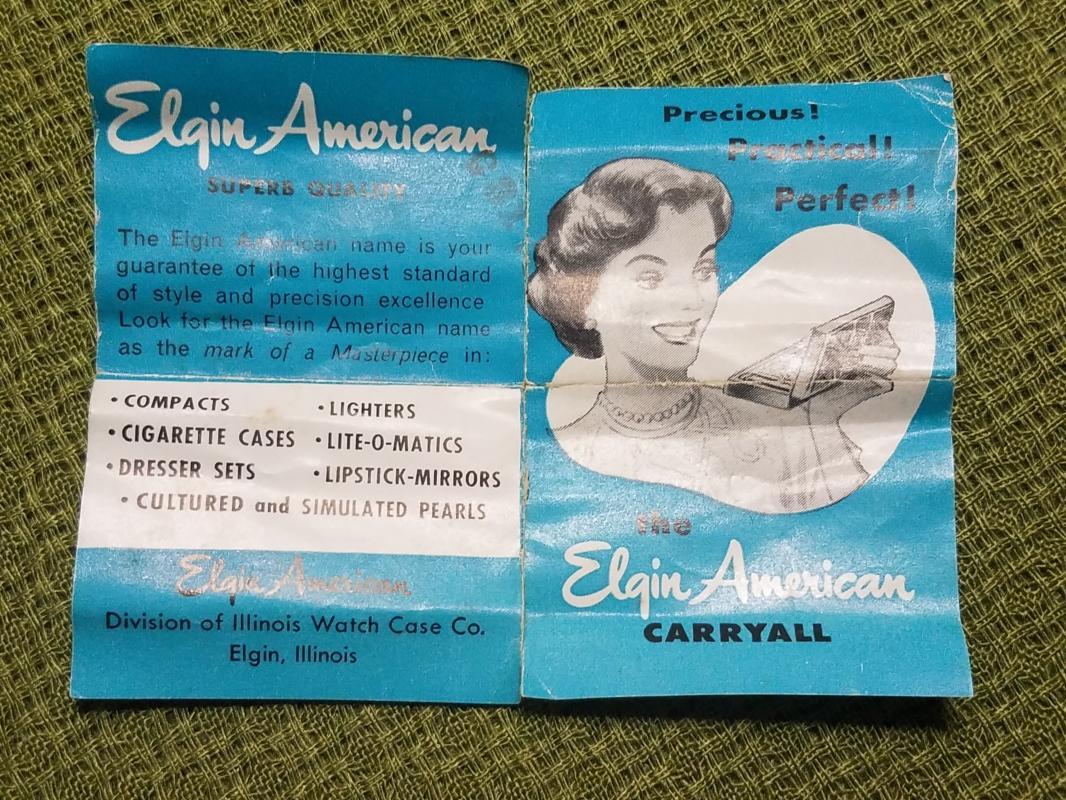 Elgin American
SUPERB QUALITY
The Elgin American name is your
guarantee of the highest standard
of style and precision excellence
Look for the Elgin American name
as the mark of a Masterpiece in:
• COMPACTS
• LIGHTERS
• CIGARETTE CASES
• LITE-O-MATICS
• DRESSER SETS
• LIPSTICK-MIRRORS
• CULTURED and SIMULATED PEARLS
Elgin American
Division of Illinois Watch Case Co.
Elgin, Illinois
Precious!
Practical!
Perfect!
the
Elgin American
CARRYALL